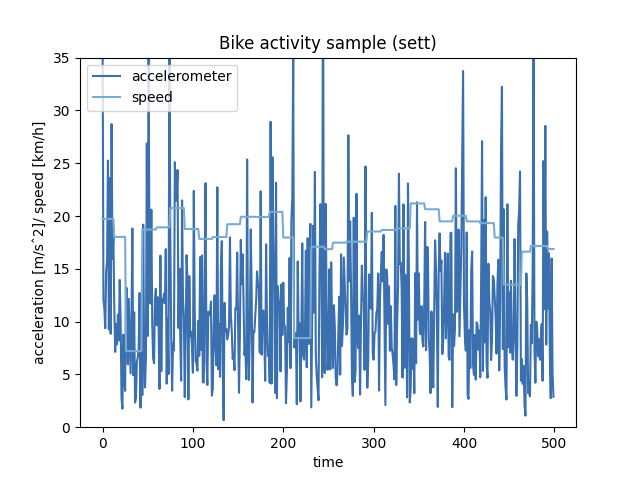 Bike activity sample (sett)
accelerometer
speed
acceleration [m/s^2]/ speed [km/h]
35
30
25
20
15
10
5
0
0 100 200 300 400 500
time